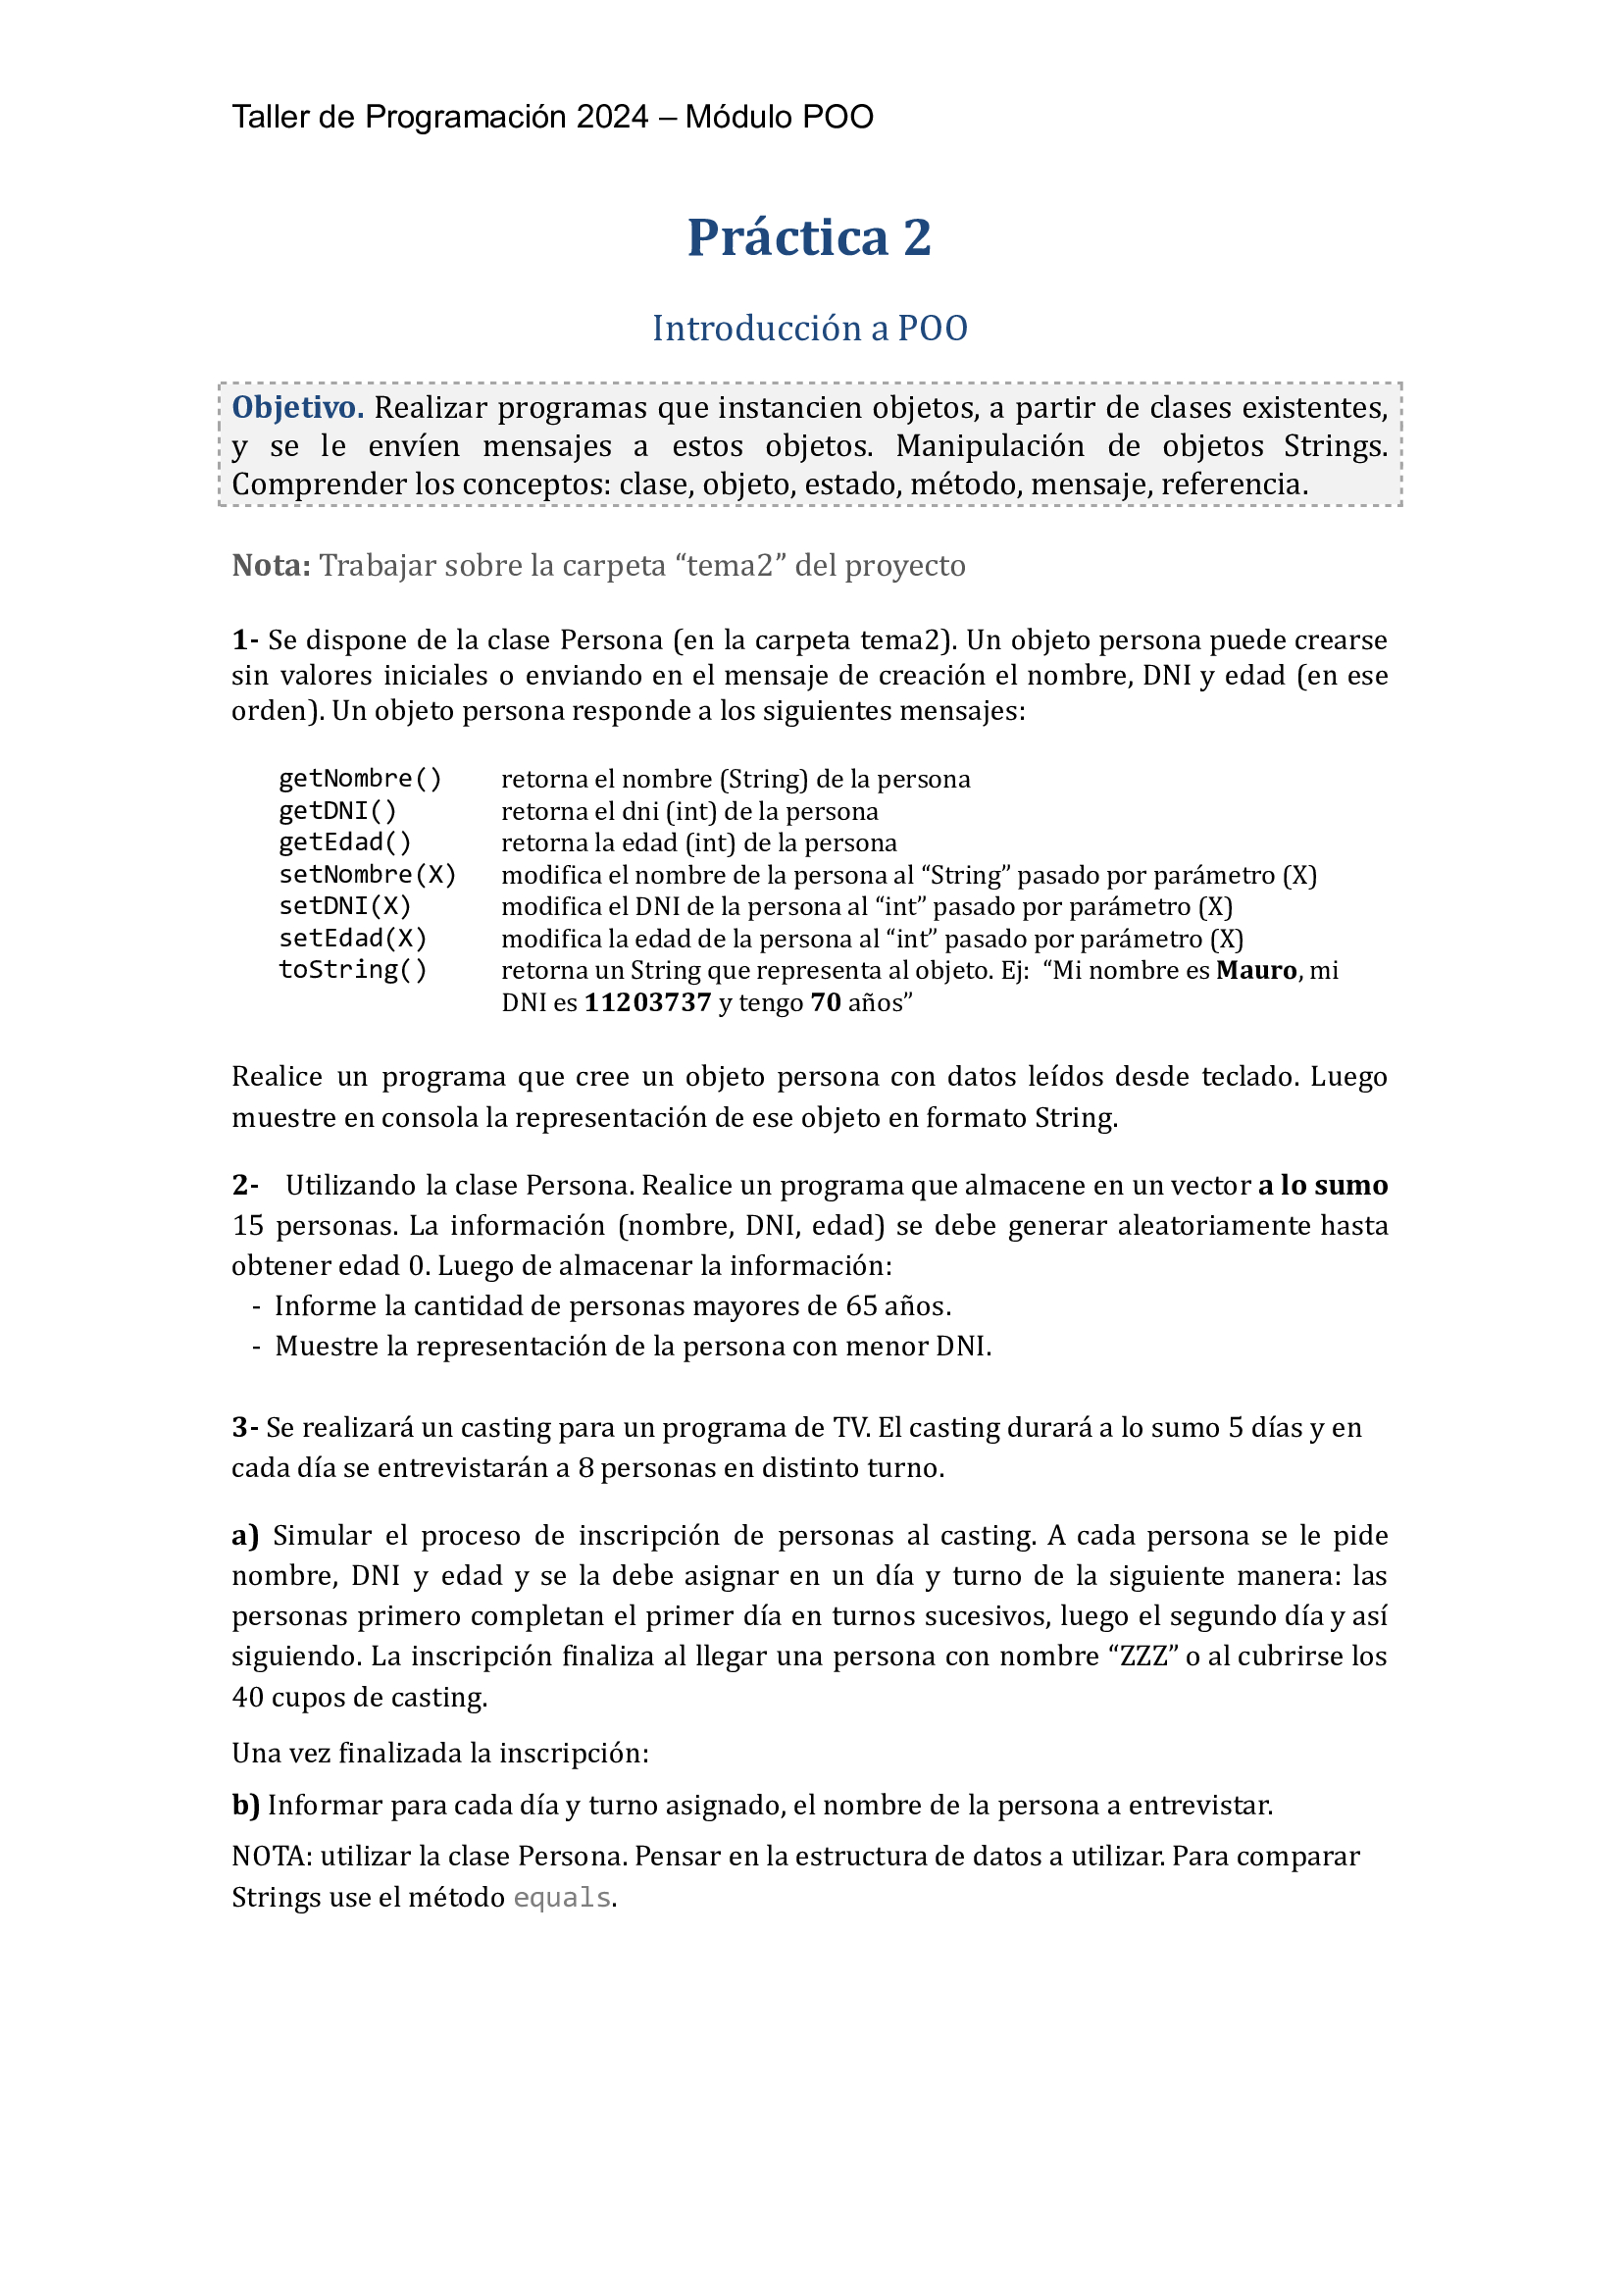 Taller de Programación 2024 – Módulo POO
Práctica 2
Introducción a POO
Objetivo. Realizar programas que instancien objetos, a partir de clases existentes,
y se le envíen mensajes a estos objetos. Manipulación de objetos Strings.
Comprender los conceptos: clase, objeto, estado, método, mensaje, referencia.
Nota: Trabajar sobre la carpeta “tema2” del proyecto
1- Se dispone de la clase Persona (en la carpeta tema2). Un objeto persona puede crearse
sin valores iniciales o enviando en el mensaje de creación el nombre, DNI y edad (en ese
orden). Un objeto persona responde a los siguientes mensajes:
getNombre() retorna el nombre (String) de la persona
getDNI() retorna el dni (int) de la persona
getEdad() retorna la edad (int) de la persona
setNombre(X) modifica el nombre de la persona al “String” pasado por parámetro (X)
setDNI(X) modifica el DNI de la persona al “int” pasado por parámetro (X)
setEdad(X) modifica la edad de la persona al “int” pasado por parámetro (X)
toString() retorna un String que representa al objeto. Ej: “Mi nombre es Mauro, mi
DNI es 11203737 y tengo 70 años”
Realice un programa que cree un objeto persona con datos leídos desde teclado. Luego
muestre en consola la representación de ese objeto en formato String.
2- Utilizando la clase Persona. Realice un programa que almacene en un vector a lo sumo
15 personas. La información (nombre, DNI, edad) se debe generar aleatoriamente hasta
obtener edad 0. Luego de almacenar la información:
- Informe la cantidad de personas mayores de 65 años.
- Muestre la representación de la persona con menor DNI.
3- Se realizará un casting para un programa de TV. El casting durará a lo sumo 5 días y en
cada día se entrevistarán a 8 personas en distinto turno.
a) Simular el proceso de inscripción de personas al casting. A cada persona se le pide
nombre, DNI y edad y se la debe asignar en un día y turno de la siguiente manera: las
personas primero completan el primer día en turnos sucesivos, luego el segundo día y así
siguiendo. La inscripción finaliza al llegar una persona con nombre “ZZZ” o al cubrirse los
40 cupos de casting.
Una vez finalizada la inscripción:
b) Informar para cada día y turno asignado, el nombre de la persona a entrevistar.
NOTA: utilizar la clase Persona. Pensar en la estructura de datos a utilizar. Para comparar
Strings use el método equals.